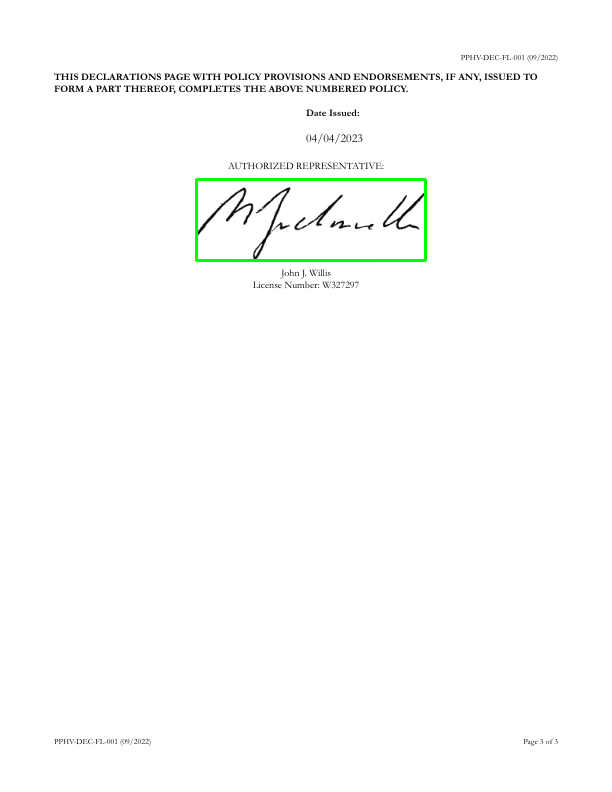 PPHV-DEC-FL-001 (09/2022)
THIS DECLARATIONS PAGE WITH POLICY PROVISIONS AND ENDORSEMENTS, IF ANY, ISSUED TO
FORM A PART THEREOF, COMPLETES THE ABOVE NUMBERED POLICY.
Date Issued:
04/04/2023
AUTHORIZED REPRESENTATIVE:
John J. Willis
License Number: W327297
PPHV-DEC-FL-001 (09/2022) Page 3 of 3